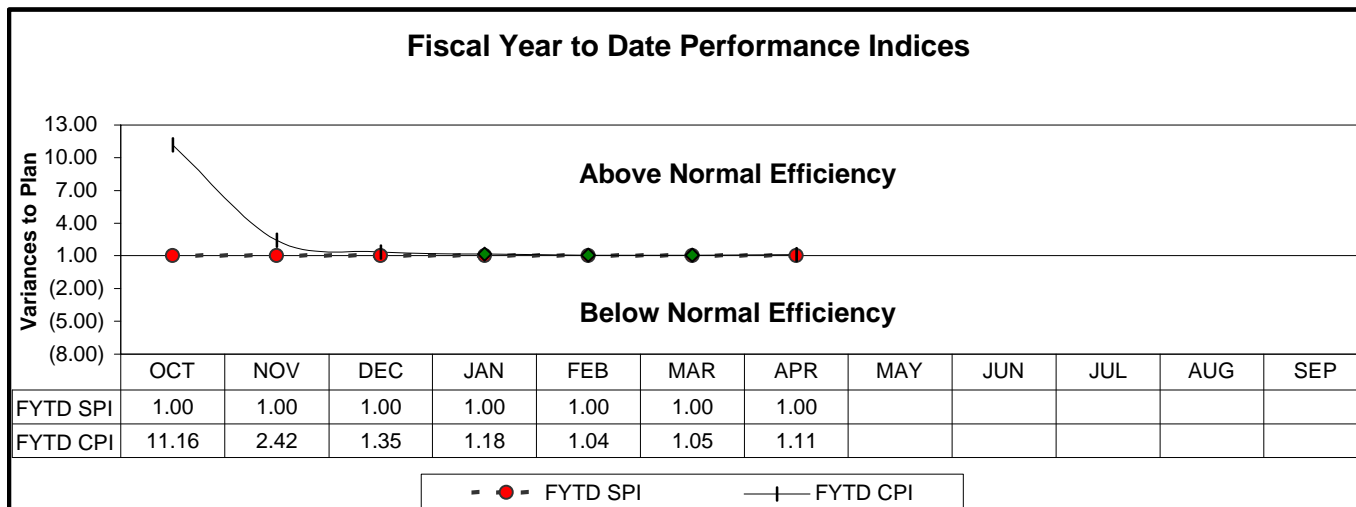 Fiscal Year to Date Performance Indices
Variances to Plan
13.00
10.00
7.00
4.00
1.00
(2.00)
(5.00)
(8.00)
Above Normal Efficiency
Below Normal Efficiency
OCT NOV DEC JAN FEB MAR APR MAY JUN JUL AUG SEP
FYTD SPI 1.00 1.00 1.00 1.00 1.00 1.00 1.00
FYTD CPI 11.16 2.42 1.35 1.18 1.04 1.05 1.11
FYTD SPI FYTD CPI